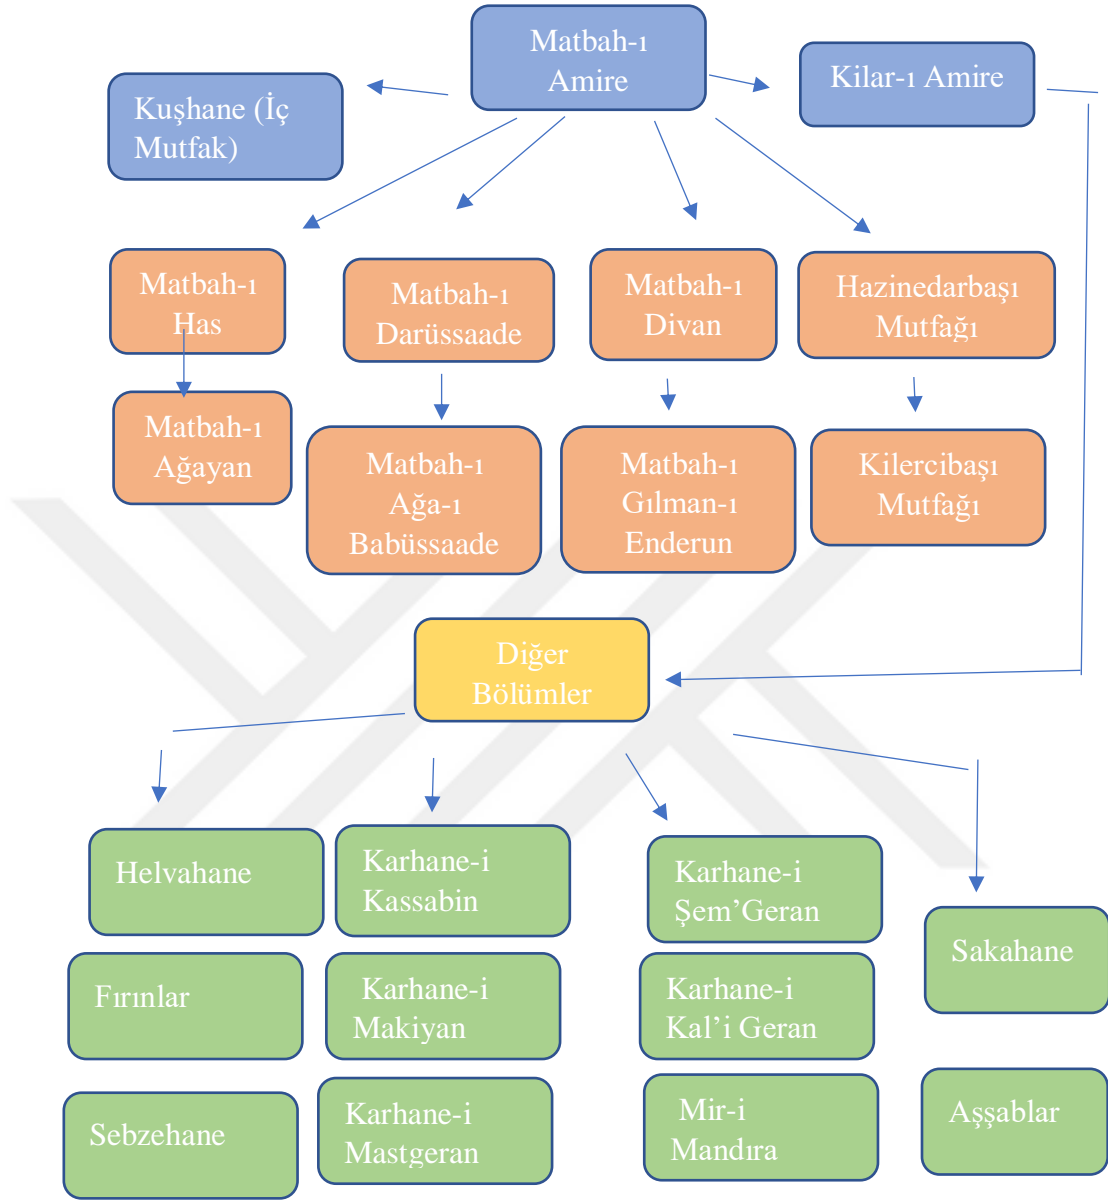 Matbah-ı
Amire
Kilar-ı Amire
Kuşhane (İç
Mutfak)
Matbah-ı
Has
Matbah-ı
Darüssaade
Matbah-ı
Divan
Hazinedarbaşı
Mutfağı
Matbah-ı
Ağayan
Matbah-ı
Ağa-ı
Babüssaade
Matbah-ı
Gılman-ı
Enderun
Kilercibaşı
Mutfağı
Diğer
Bölümler
Helvahane
Karhane-i
Kassabin
Karhane-i
Şem’Geran
Sakahane
Fırınlar
Karhane-i
Makiyan
Karhane-i
Kal’i Geran
Sebzehane
Karhane-i
Mastgeran
Mir-i
Mandıra
Aşşablar